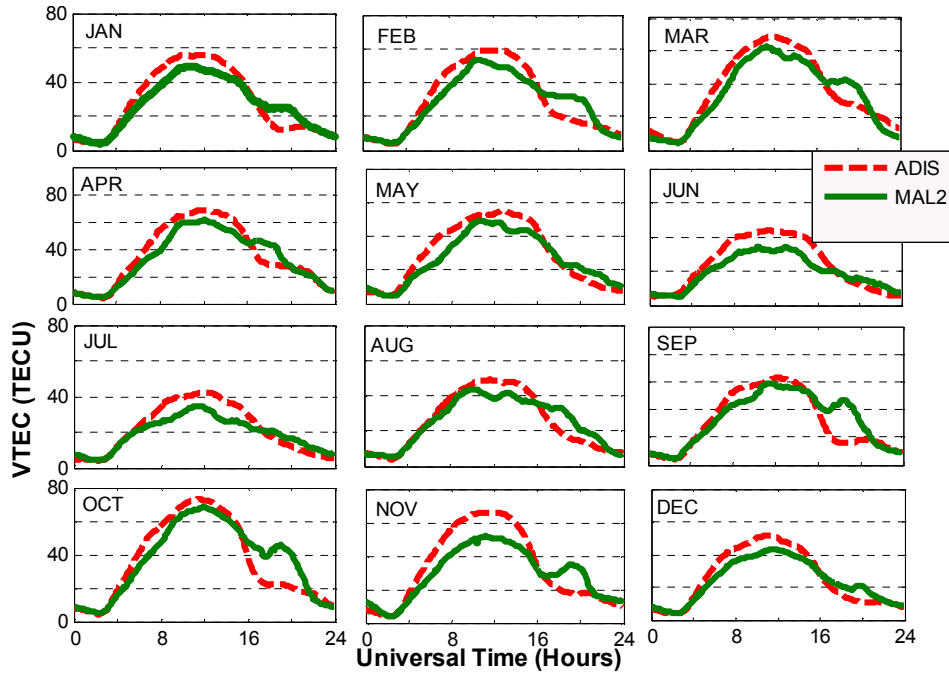 80
JAN
FEB
MAR
40
0
80
APR
MAY
JUN
ADIS
MAL2
40
0
80
JUL
AUG
SEP
40
0
80
OCT
NOV
DEC
40
0
0 8 16 24
0 8 16 24
0 8 16 24
VTEC (TECU)
Universal Time (Hours)